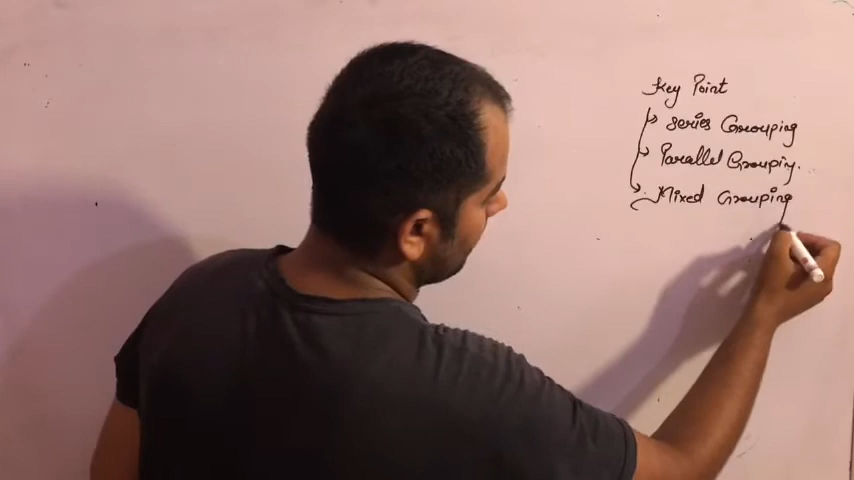 Key Point
Series Grouping
Parallel Grouping.
Mixed Grouping